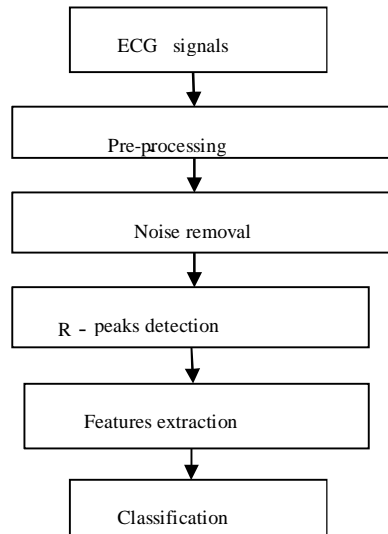 ECG signals
Pre-processing
Noise removal
R - peaks detection
Features extraction
Classification